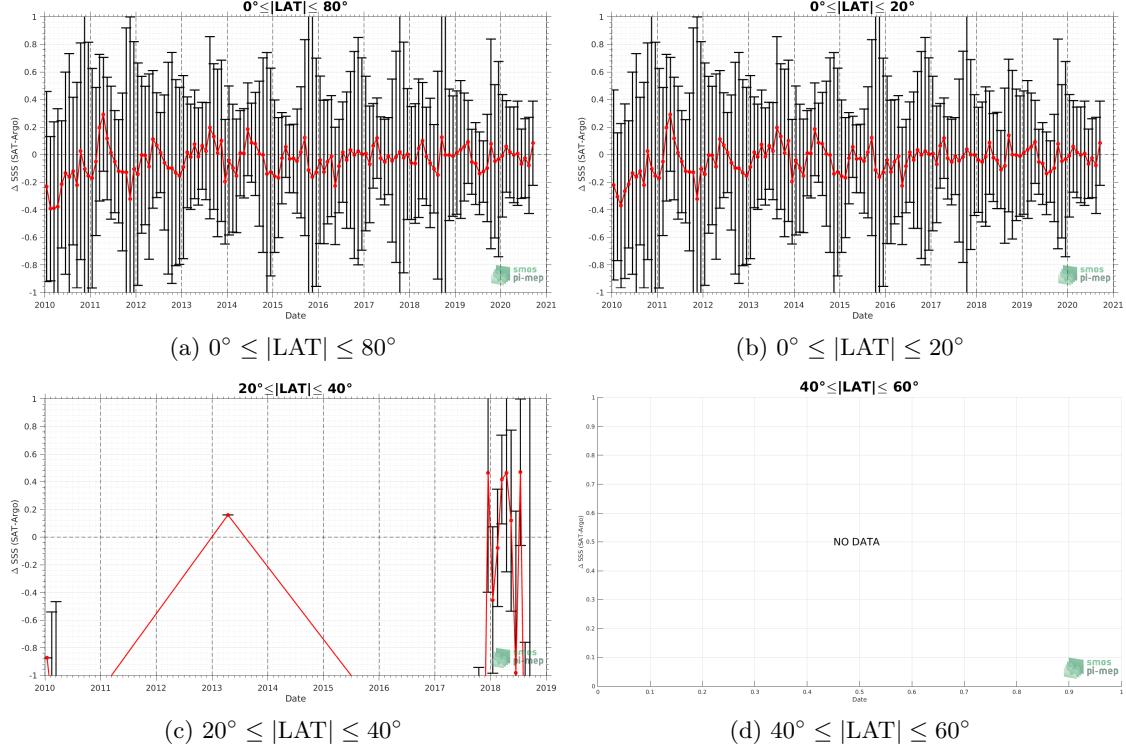 0°≤|LAT|≤ 80°
1
0.8
0.6
0.4
0.2
0
-0.2
-0.4
-0.6
-0.8
-1
Δ SSS (SAT-Argo)
2010 2011 2012 2013 2014 2015 2016 2017 2018 2019 2020 2021
Date
smos
pi-mep
(a) 0° ≤ |LAT| ≤ 80°
0°≤|LAT|≤ 20°
1
0.8
0.6
0.4
0.2
0
-0.2
-0.4
-0.6
-0.8
-1
Δ SSS (SAT-Argo)
2010 2011 2012 2013 2014 2015 2016 2017 2018 2019 2020 2021
Date
smos
pi-mep
(b) 0° ≤ |LAT| ≤ 20°
20°≤|LAT|≤ 40°
1
0.8
0.6
0.4
0.2
0
-0.2
-0.4
-0.6
-0.8
-1
Δ SSS (SAT-Argo)
2010 2011 2012 2013 2014 2015 2016 2017 2018 2019
Date
smos
pi-mep
(c) 20° ≤ |LAT| ≤ 40°
40°≤|LAT|≤ 60°
1
0.9
0.8
0.7
0.6
0.5
0.4
0.3
0.2
0.1
0
Δ SSS (SAT-Argo)
NO DATA
0 0.1 0.2 0.3 0.4 0.5 0.6 0.7 0.8 0.9 1
Date
smos
pi-mep
(d) 40° ≤ |LAT| ≤ 60°